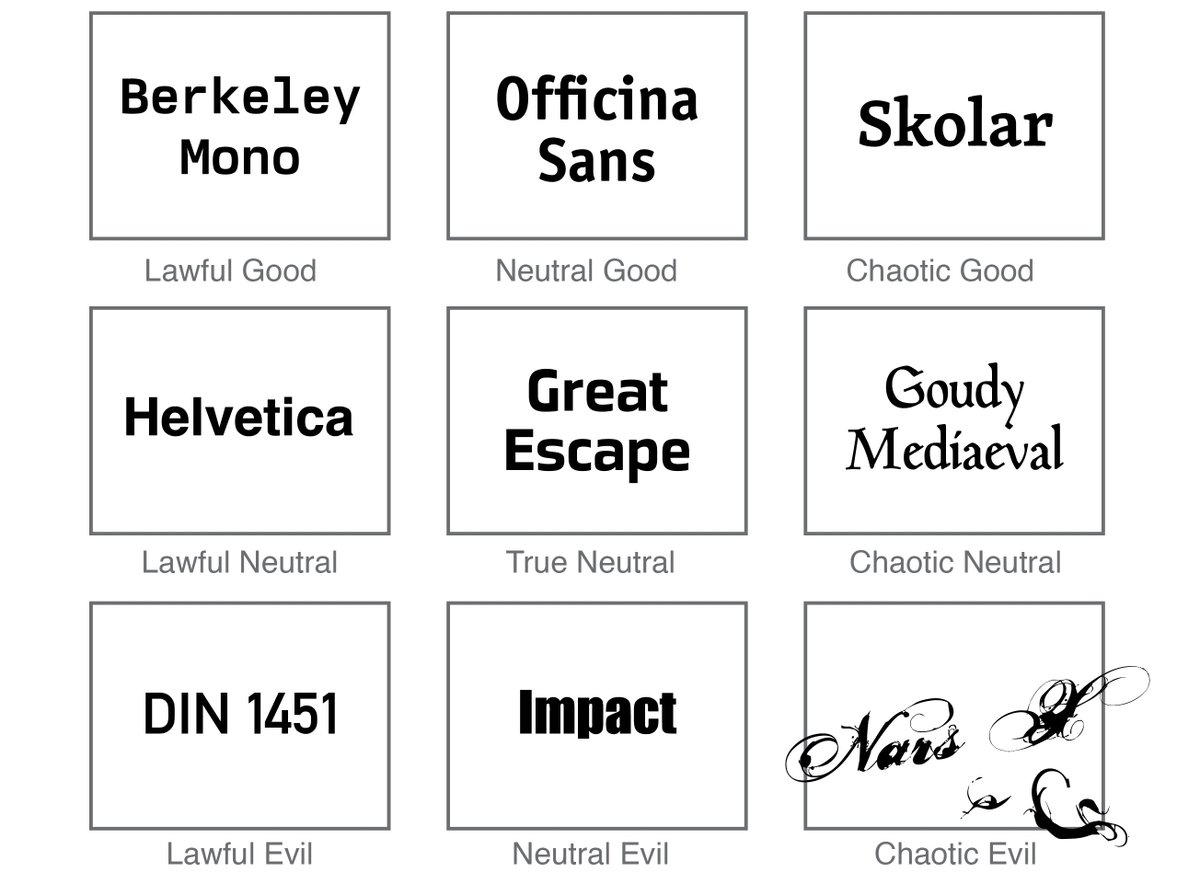 Berkeley
Mono
Officina
Sans
Skolar
Lawful Good
Neutral Good
Chaotic Good
Helvetica
Great
Escape
Goudy
Mediaeval
Lawful Neutral
True Neutral
Chaotic Neutral
DIN 1451
Impact
Nars
Lawful Evil
Neutral Evil
Chaotic Evil